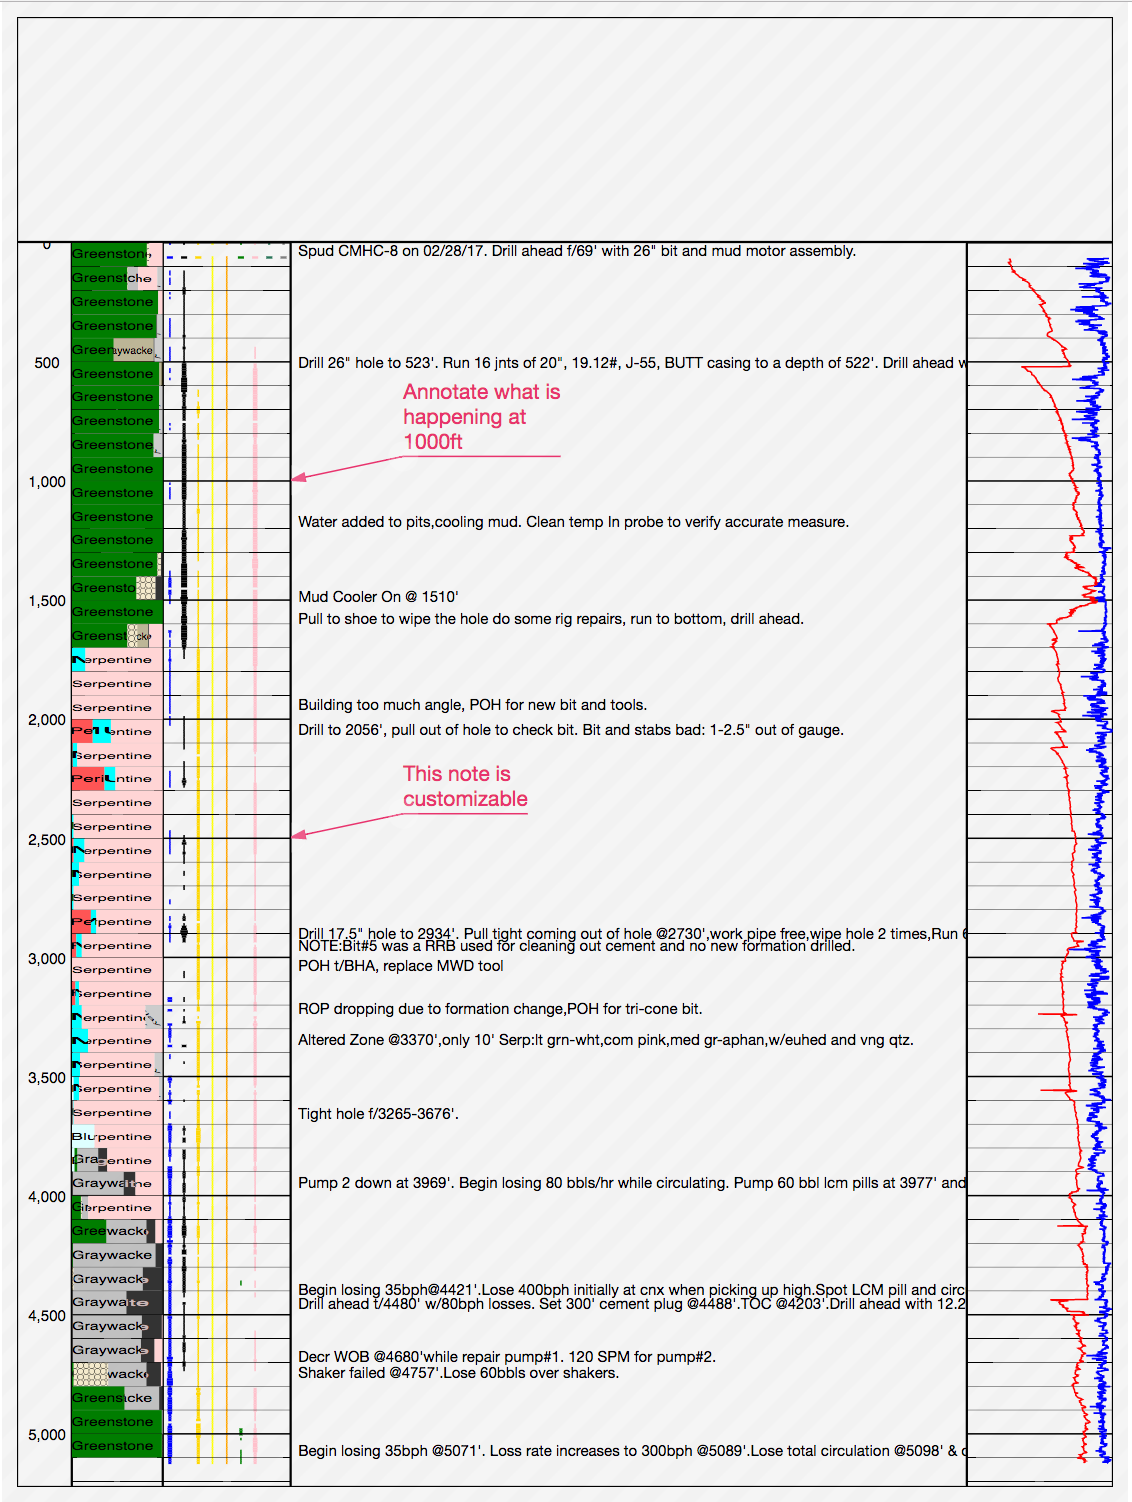 0
Greenstone
Spud CMHC-8 on 02/28/17. Drill ahead f/69' with 26" bit and mud motor assembly.
Greenstche
Greenstone
Greenstone
Greenaywacke
500
Drill 26" hole to 523'. Run 16 jnts of 20", 19.12#, J-55, BUTT casing to a depth of 522'. Drill ahead w
Greenstone
Annotate what is
happening at
1000ft
Greenstone
Greenstone
Greenstone
Greenstone
1,000
Greenstone
Greenstone
Water added to pits,cooling mud. Clean temp In probe to verify accurate measure.
Greenstone
Greenstone
Greensto
Mud Cooler On @ 1510'
1,500
Greenstone
Pull to shoe to wipe the hole do some rig repairs, run to bottom, drill ahead.
Greenst
Serpentine
Serpentine
Building too much angle, POH for new bit and tools.
Serpentine
2,000
Drill to 2056', pull out of hole to check bit. Bit and stabs bad: 1-2.5" out of gauge.
entine
Serpentine
This note is
customizable
Perintine
Serpentine
Serpentine
2,500
Serpentine
Serpentine
Serpentine
Serpentine
Drill 17.5" hole to 2934'. Pull tight coming out of hole @2730',work pipe free,wipe hole 2 times,Run 6
NOTE:Bit#5 was a RRB used for cleaning out cement and no new formation drilled.
Serpentine
3,000
POH t/BHA, replace MWD tool
Serpentine
Serpentine
ROP dropping due to formation change,POH for tri-cone bit.
Serpentine
Altered Zone @3370',only 10' Serp:lt grn-wht,com pink,med gr-aphan,w/euhed and vng qtz.
Serpentine
Serpentine
3,500
Serpentine
Tight hole f/3265-3676'.
Serpentine
Blupentine
Graentine
Pump 2 down at 3969'. Begin losing 80 bbls/hr while circulating. Pump 60 bbl lcm pills at 3977' and
Graywaltne
4,000
Serpentine
Greewacke
Graywacke
Graywacke
Begin losing 35bph@4421'.Lose 400bph initially at cnx when picking up high.Spot LCM pill and circ
Drill ahead t/4480' w/80bph losses. Set 300' cement plug @4488'.TOC @4203'.Drill ahead with 12.2
Graywalte
4,500
Graywacke
Graywacke
Decr WOB @4680'while repair pump#1. 120 SPM for pump#2.
Shaker failed @4757'.Lose 60bbls over shakers.
wacke
Greensacke
Greenstone
5,000
Greenstone
Begin losing 35bph @5071'. Loss rate increases to 300bph @5089'.Lose total circulation @5098' &